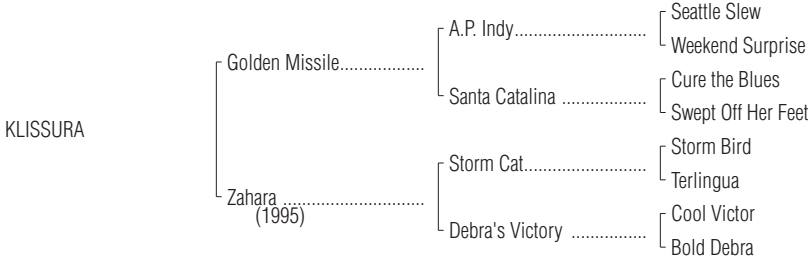 Seattle Slew
A.P. Indy..........................
Weekend Surprise
Golden Missile.................
Cure the Blues
Santa Catalina .................
Swept Off Her Feet
KLISSURA
Storm Bird
Storm Cat.........................
Terlingua
Zahara ............................
(1995)
Cool Victor
Debra's Victory ...............
Bold Debra